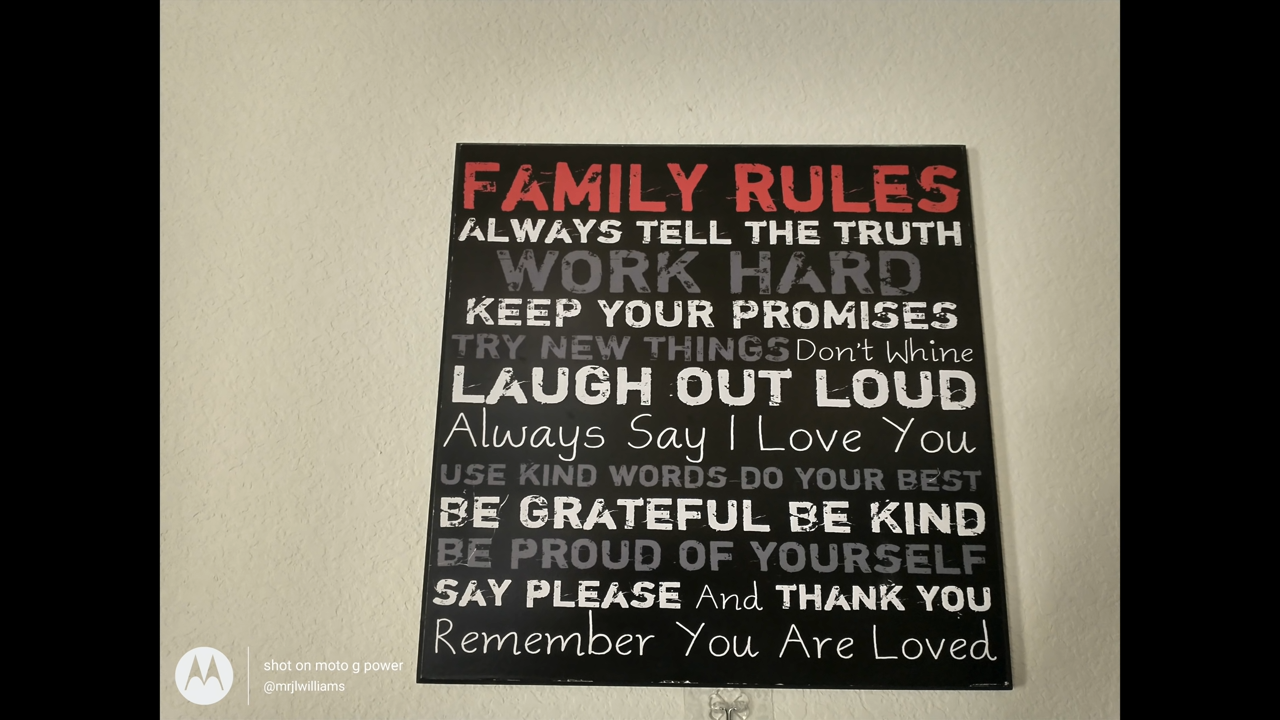 FAMILY RULES
ALWAYS TELL THE TRUTH
WORK HARD
KEEP YOUR PROMISES
TRY NEW THINGS Don't Whine
LAUGH OUT LOUD
Always Say I Love You
USE KIND WORDS DO YOUR BEST
BE GRATEFUL BE KIND
BE PROUD OF YOURSELF
SAY PLEASE And THANK YOU
Remember You Are Loved
shot on moto g power
@mrjlwilliams